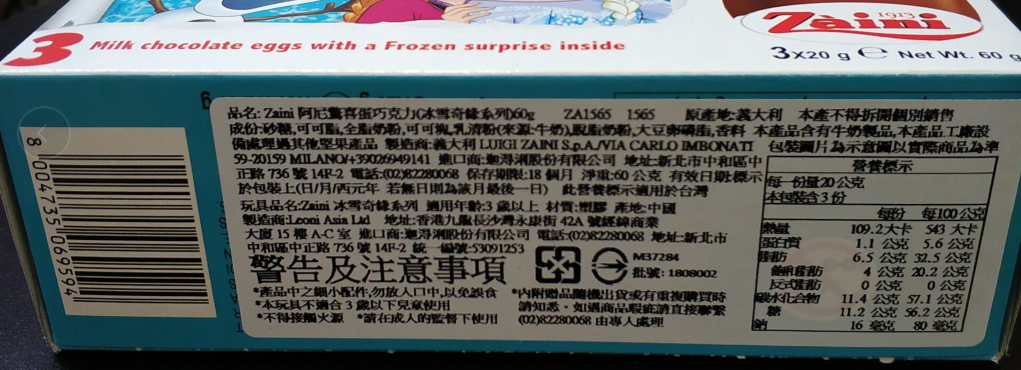 Zàini 1913
3 Milk chocolate eggs with a Frozen surprise inside
3x20 g e Net Wt. 60 g
品名: Zaini 阿尼驚喜蛋巧克力(冰雪奇緣系列)60g ZA1565 1565 原產地:義大利 本產不得拆開個別銷售
成份:砂糖,可可脂,全脂奶粉,可可塊,乳清粉(來源:牛奶),脫脂奶粉,大豆卵磷脂,香料 本產品含有牛奶製品,本產品工廠設
備處理過其他堅果產品 製造商:義大利 LUIGI ZAINI S.p.A./VIA CARLO IMBONATI 包裝圖片為示意圖以實際商品為準
59-20159 MILANO/+39026949141 進口商:迦淂渆股份有限公司 地址:新北市中和區中
正路 736 號 14F-2 電話:(02)82280068 保存期限:18 個月 淨重:60 公克 有效日期:標示
於包裝上(日/月/西元年 若無日則為該月最後一日) 此營養標示適用於台灣
玩具品名:Zaini 冰雪奇緣系列 適用年齡:3 歲以上 材質:塑膠 產地:中國
製造商:Leoni Asia Ltd 地址:香港九龍長沙灣永康街 42A 號經緯商業
大廈 15 樓 A-C 室 進口商:迦淂渆股份有限公司 電話:(02)82280068 地址:新北市
中和區中正路 736 號 14F-2 統一編號:53091253
警告及注意事項
M37284
批號: 1808002
*產品中之細小配件,勿放入口中,以免誤食
*本玩具不適合 3 歲以下兒童使用
*不得接觸火源 *請在成人的監督下使用
*內附贈品隨機出貨或有重複購買時
請知悉。如遇商品瑕疵請直接聯繫
(02)82280068 由專人處理
營養標示
每一份量20 公克
本包裝含 3 份
每份 每100公克
熱量 109.2大卡 543 大卡
蛋白質 1.1 公克 5.6 公克
脂肪 6.5 公克 32.5 公克
飽和脂肪 4 公克 20.2 公克
反式脂肪 0 公克 0 公克
碳水化合物 11.4 公克 57.1 公克
糖 11.2 公克 56.2 公克
鈉 16 毫克 80 毫克
8 004735 059594